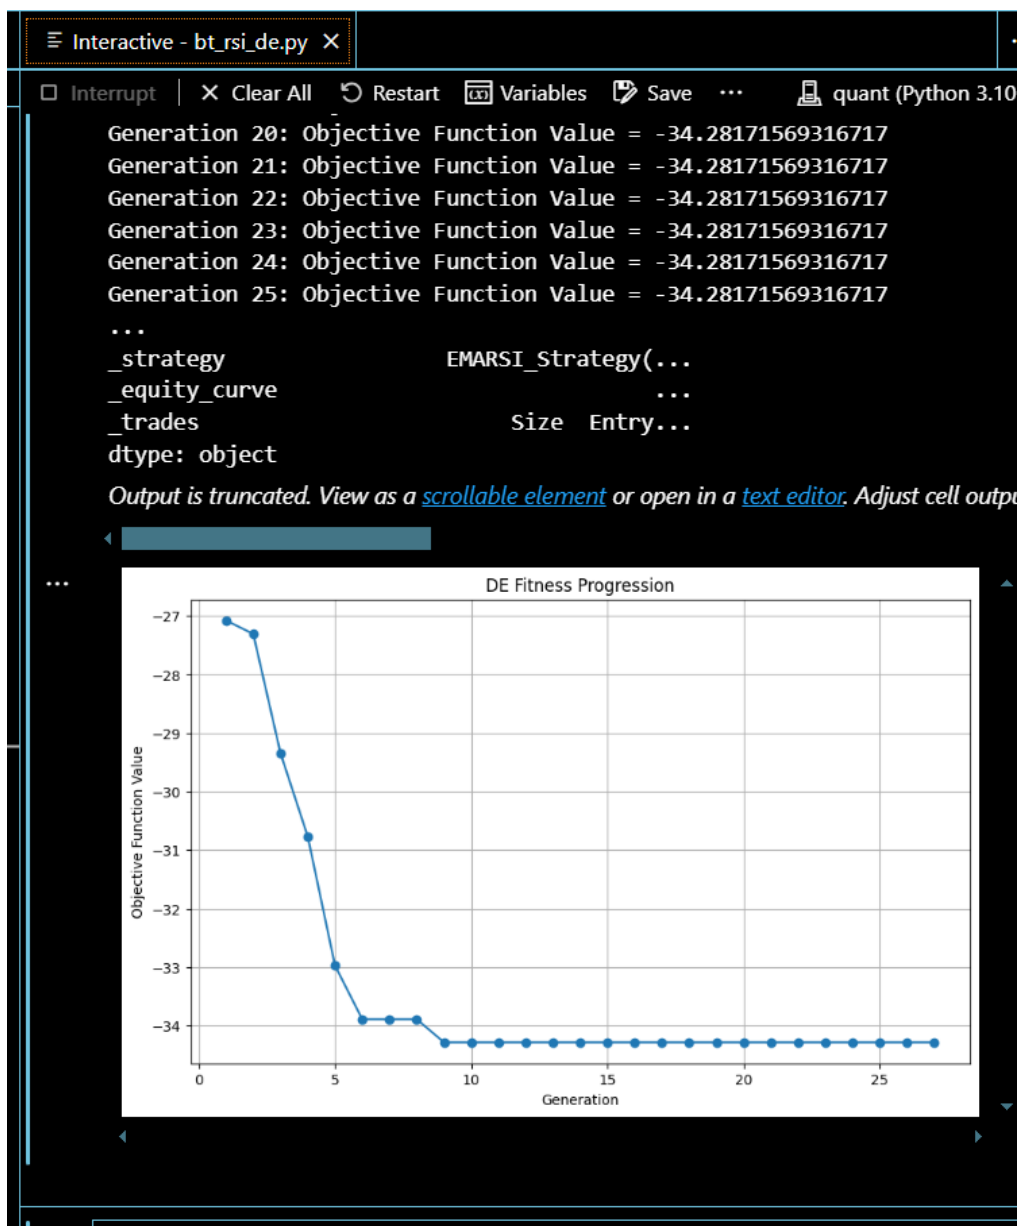 Interactive - bt_rsi_de.py
Interrupt | Clear All Restart Variables Save ... quant (Python 3.10
Generation 20: Objective Function Value = -34.28171569316717
Generation 21: Objective Function Value = -34.28171569316717
Generation 22: Objective Function Value = -34.28171569316717
Generation 23: Objective Function Value = -34.28171569316717
Generation 24: Objective Function Value = -34.28171569316717
Generation 25: Objective Function Value = -34.28171569316717
...
_strategy EMARSI_Strategy(...
_equity_curve ...
_trades Size Entry...
dtype: object
Output is truncated. View as a scrollable element or open in a text editor. Adjust cell outpu
...
DE Fitness Progression
−27
−28
−29
−30
−31
−32
−33
−34
Objective Function Value
0 5 10 15 20 25
Generation